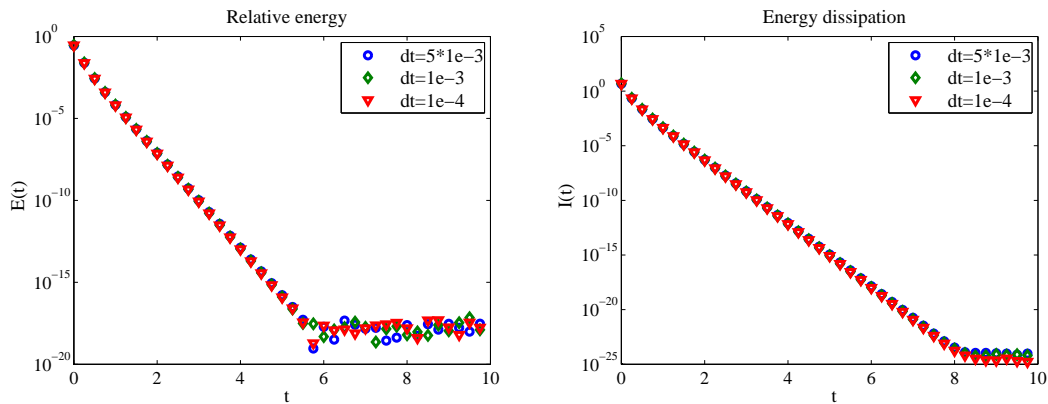 Relative energy
10^0
10^−5
10^−10
10^−15
10^−20
E(t)
0 2 4 6 8 10
t
dt=5*1e−3
dt=1e−3
dt=1e−4
Energy dissipation
10^5
10^0
10^−5
10^−10
10^−15
10^−20
10^−25
I(t)
0 2 4 6 8 10
t
dt=5*1e−3
dt=1e−3
dt=1e−4